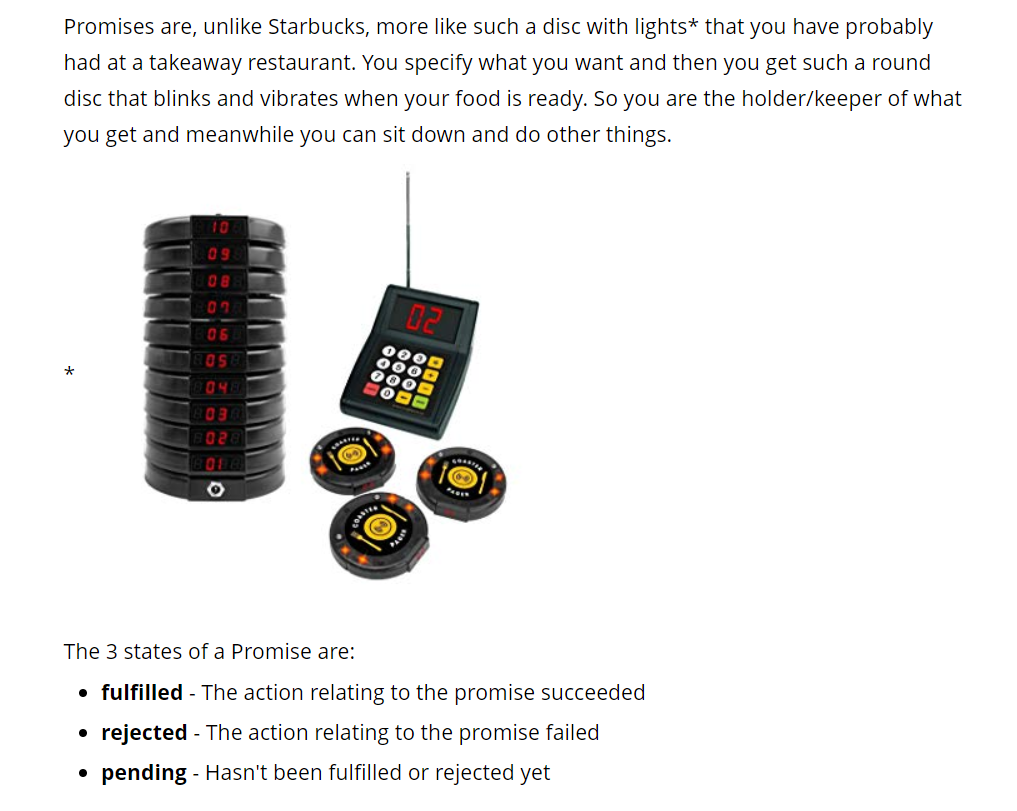 Promises are, unlike Starbucks, more like such a disc with lights* that you have probably
had at a takeaway restaurant. You specify what you want and then you get such a round
disc that blinks and vibrates when your food is ready. So you are the holder/keeper of what
you get and meanwhile you can sit down and do other things.
*
10
09
08
07
06
05
04
03
02
01
02
1 2 3
4 5 6
7 8 9
0
COASTER
PAGER
COASTER
PAGER
COASTER
PAGER
The 3 states of a Promise are:
• fulfilled - The action relating to the promise succeeded
• rejected - The action relating to the promise failed
• pending - Hasn't been fulfilled or rejected yet